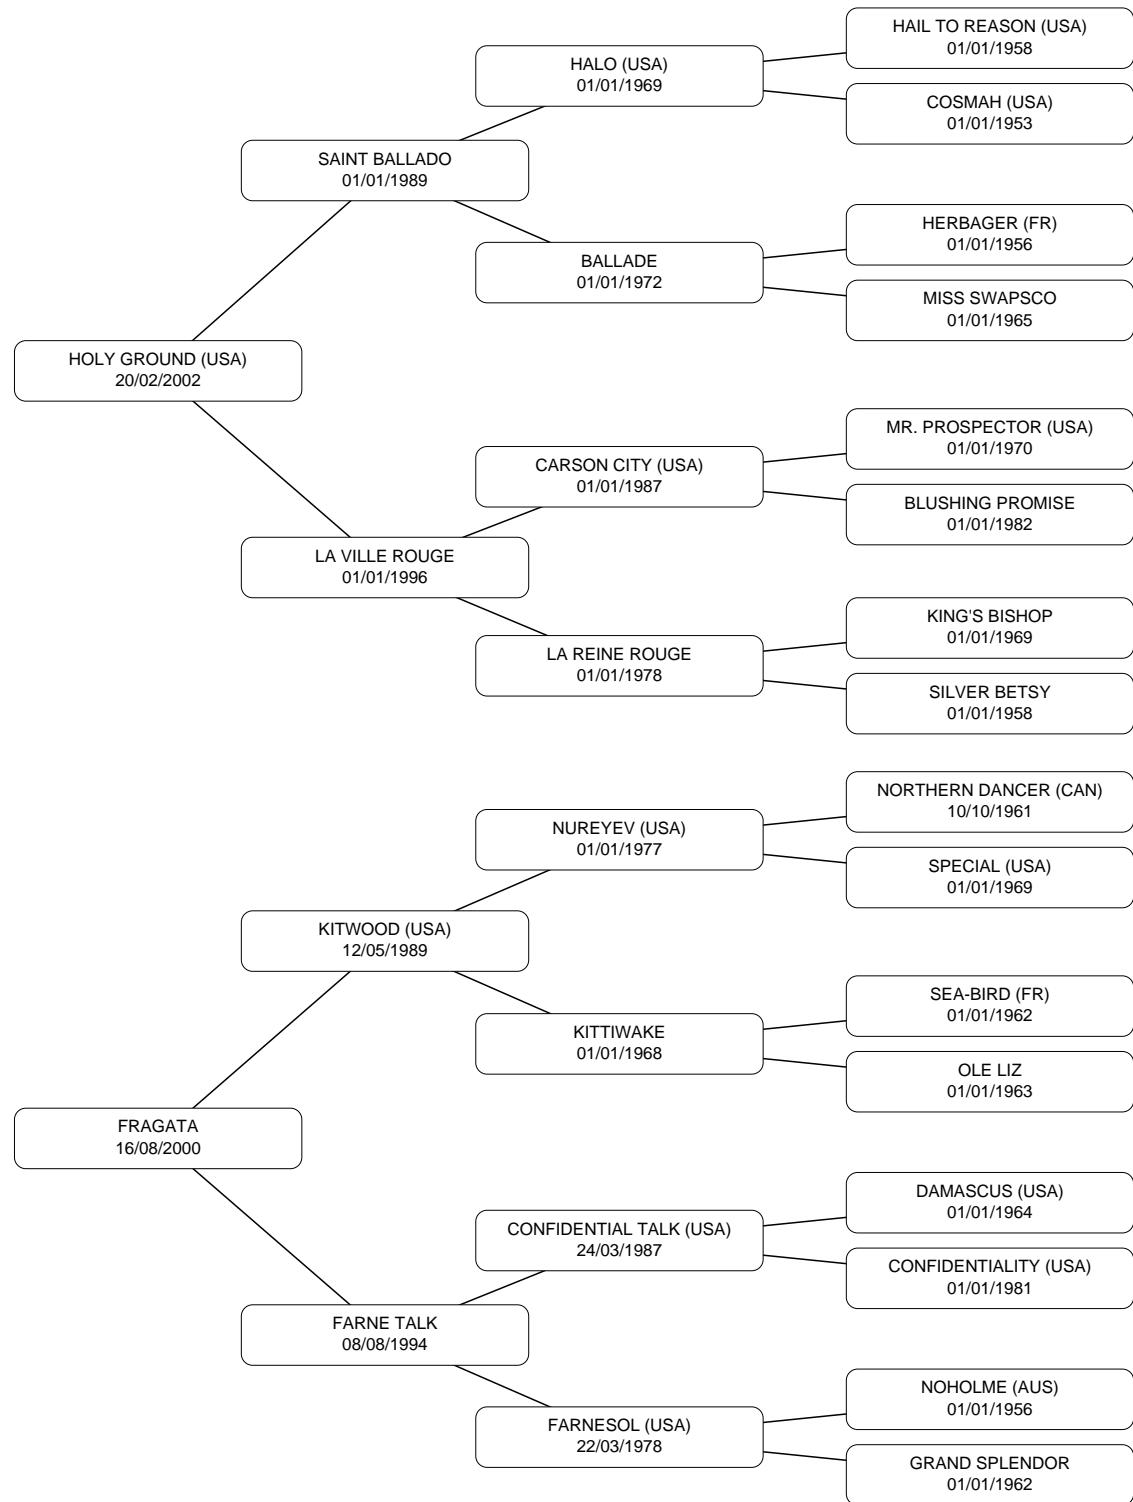 HAIL TO REASON (USA)
01/01/1958
HALO (USA)
01/01/1969
COSMAH (USA)
01/01/1953
SAINT BALLADO
01/01/1989
HERBAGER (FR)
01/01/1956
BALLADE
01/01/1972
MISS SWAPSCO
01/01/1965
HOLY GROUND (USA)
20/02/2002
MR. PROSPECTOR (USA)
01/01/1970
CARSON CITY (USA)
01/01/1987
BLUSHING PROMISE
01/01/1982
LA VILLE ROUGE
01/01/1996
KING'S BISHOP
01/01/1969
LA REINE ROUGE
01/01/1978
SILVER BETSY
01/01/1958
NORTHERN DANCER (CAN)
10/10/1961
NUREYEV (USA)
01/01/1977
SPECIAL (USA)
01/01/1969
KITWOOD (USA)
12/05/1989
SEA-BIRD (FR)
01/01/1962
KITTIWAKE
01/01/1968
OLE LIZ
01/01/1963
FRAGATA
16/08/2000
DAMASCUS (USA)
01/01/1964
CONFIDENTIAL TALK (USA)
24/03/1987
CONFIDENTIALITY (USA)
01/01/1981
FARNE TALK
08/08/1994
NOHOLME (AUS)
01/01/1956
FARNESOL (USA)
22/03/1978
GRAND SPLENDOR
01/01/1962